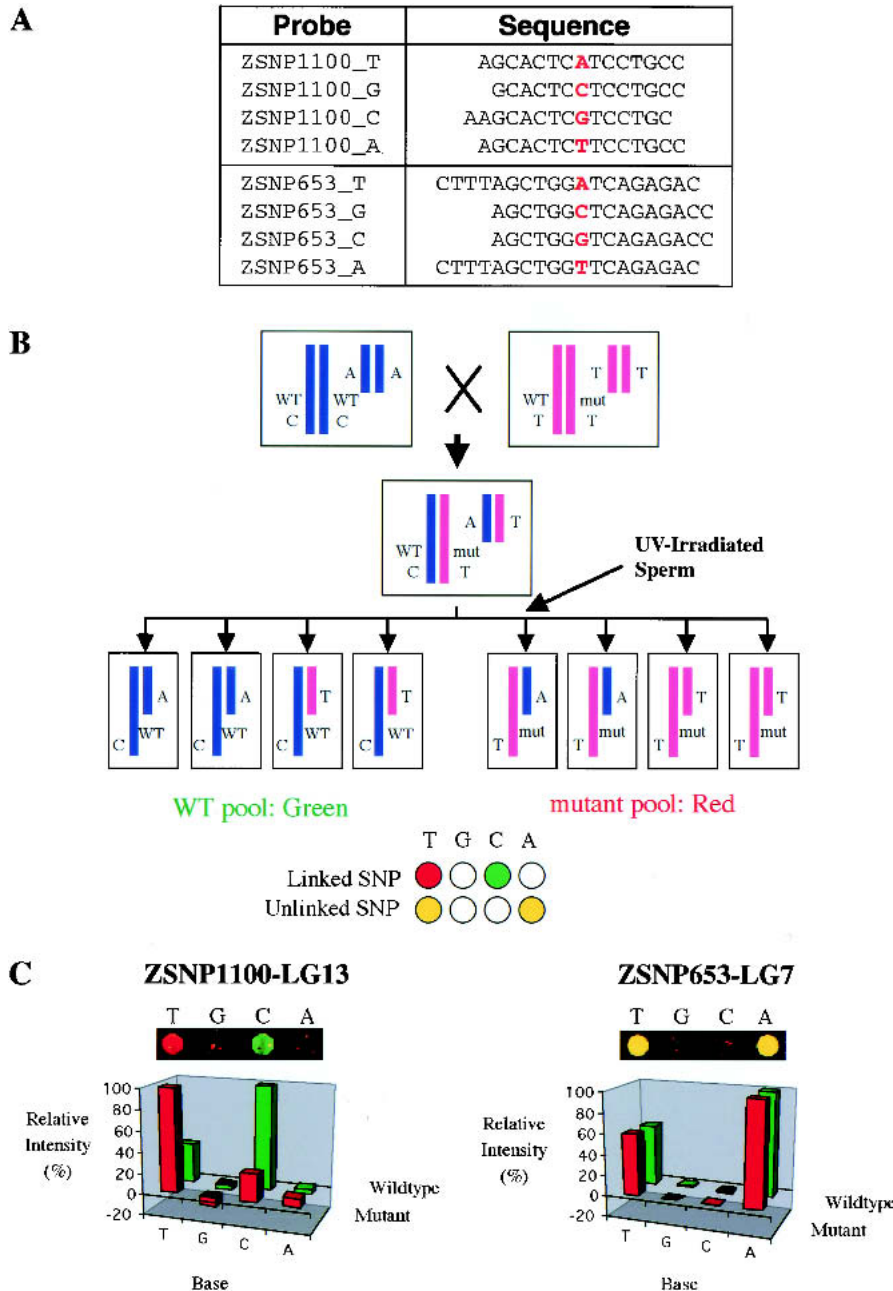 A
Probe Sequence
ZSNP1100_T AGCACTCATCCTGCC
ZSNP1100_G GCACTCCTCCTGCC
ZSNP1100_C AAGCACTCGTCCTGC
ZSNP1100_A AGCACTCTTCCTGCC
ZSNP653_T CTTTAGCTGGATCAGAGAC
ZSNP653_G AGCTGGCTCAGAGACC
ZSNP653_C AGCTGGGTCAGAGACC
ZSNP653_A CTTTAGCTGGTTCAGAGAC
B
A A T T
WT WT WT mut
C C T T
A T
WT mut
C T
UV-Irradiated
Sperm
A A T T A A T T
WT WT WT WT mut mut mut mut
C C C C T T T T
WT pool: Green mutant pool: Red
T G C A
Linked SNP
Unlinked SNP
C ZSNP1100-LG13 ZSNP653-LG7
T G C A T G C A
100 100
80 80
60 60
40 40
20 20
0 0
-20 -20
Relative Relative
Intensity Intensity
(%) (%)
Wildtype Wildtype
Mutant Mutant
T G C A T G C A
Base Base